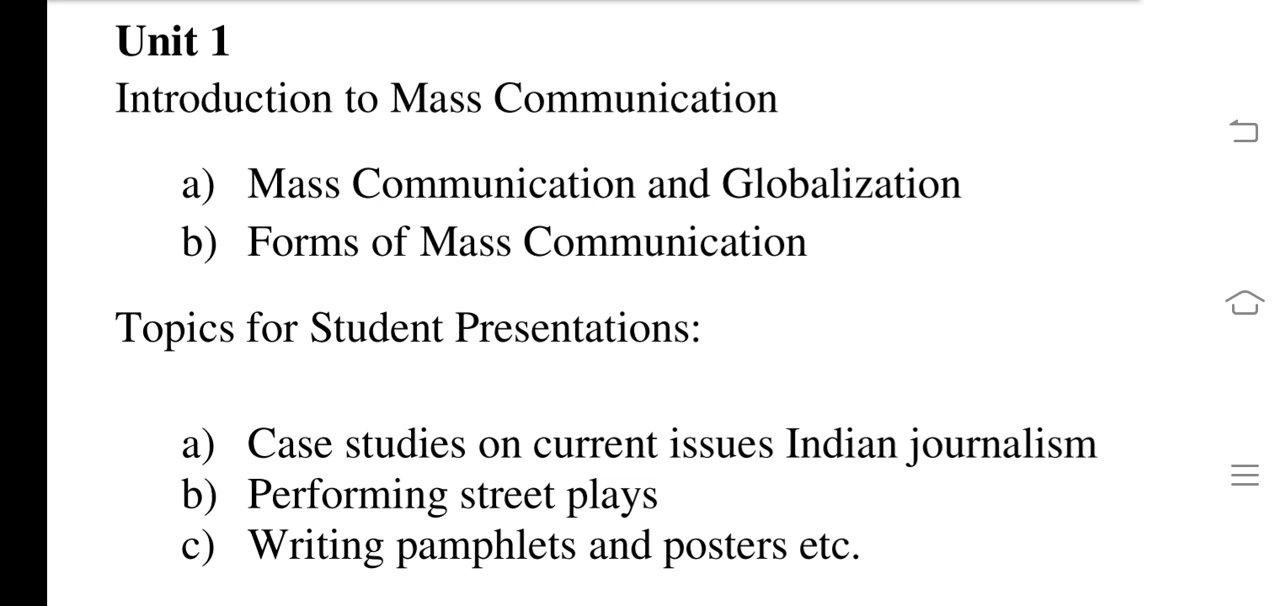 Unit 1
Introduction to Mass Communication
a) Mass Communication and Globalization
b) Forms of Mass Communication
Topics for Student Presentations:
a) Case studies on current issues Indian journalism
b) Performing street plays
c) Writing pamphlets and posters etc.